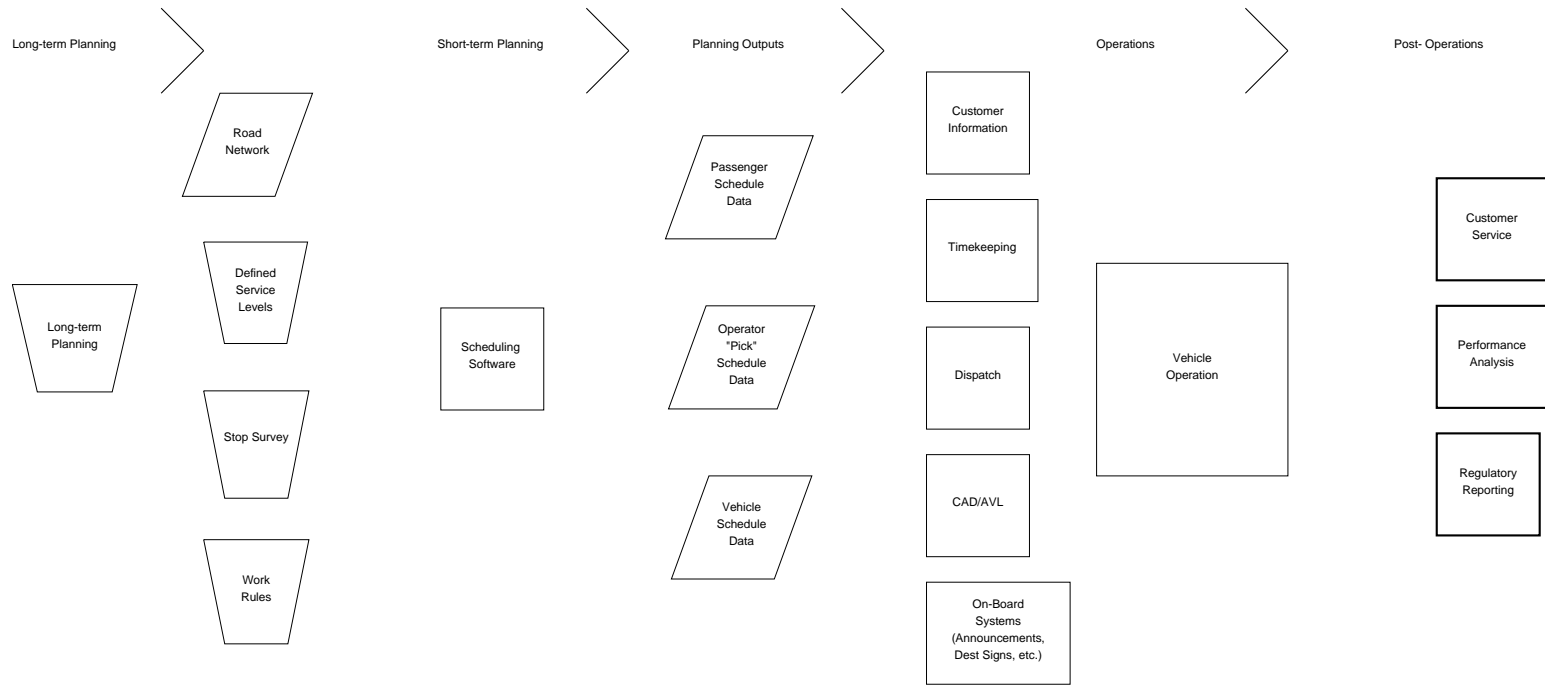 Long-term Planning
Short-term Planning
Planning Outputs
Operations
Post- Operations
Long-term
Planning
Road
Network
Defined
Service
Levels
Stop Survey
Work
Rules
Scheduling
Software
Passenger
Schedule
Data
Operator
"Pick"
Schedule
Data
Vehicle
Schedule
Data
Customer
Information
Timekeeping
Dispatch
CAD/AVL
On-Board
Systems
(Announcements,
Dest Signs, etc.)
Vehicle
Operation
Customer
Service
Performance
Analysis
Regulatory
Reporting